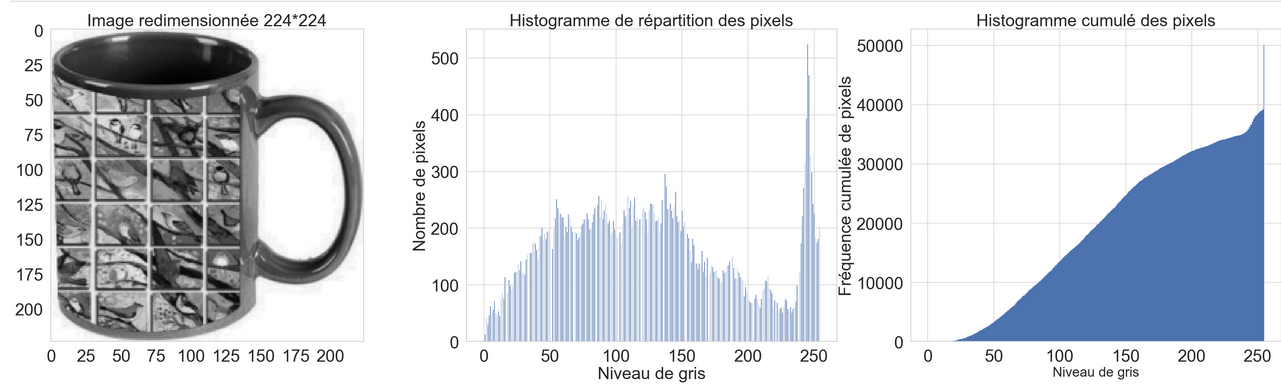 Image redimensionnée 224*224
0
25
50
75
100
125
150
175
200
0 25 50 75 100 125 150 175 200
Histogramme de répartition des pixels
Nombre de pixels
500
400
300
200
100
0
0 50 100 150 200 250
Niveau de gris
Histogramme cumulé des pixels
Fréquence cumulée de pixels
50000
40000
30000
20000
10000
0
0 50 100 150 200 250
Niveau de gris